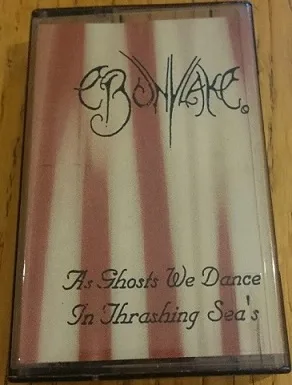 EBONYLAKE.
As Ghosts We Dance
In Thrashing Sea's